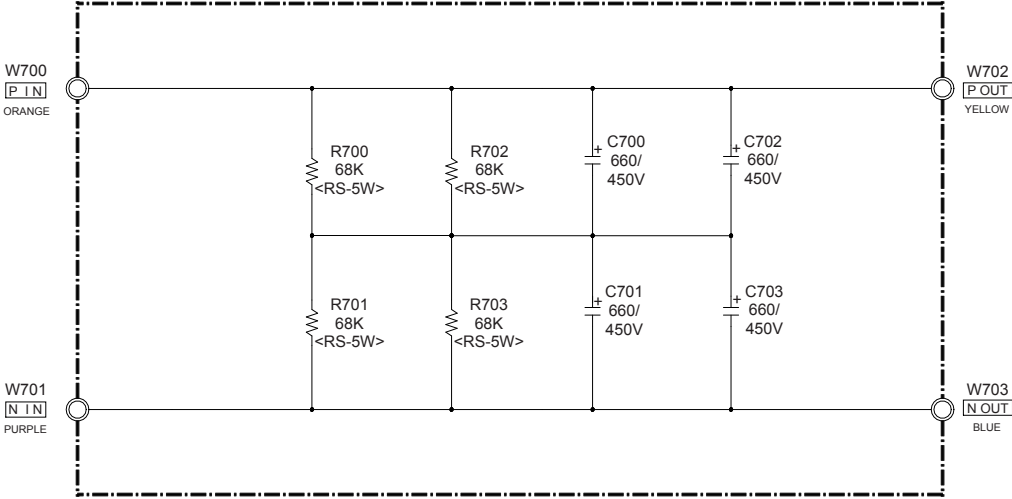 W700
P IN
ORANGE
W702
P OUT
YELLOW
R700
68K
<RS-5W>
R702
68K
<RS-5W>
+ C700
660/
450V
+ C702
660/
450V
R701
68K
<RS-5W>
R703
68K
<RS-5W>
+ C701
660/
450V
+ C703
660/
450V
W701
N IN
PURPLE
W703
N OUT
BLUE